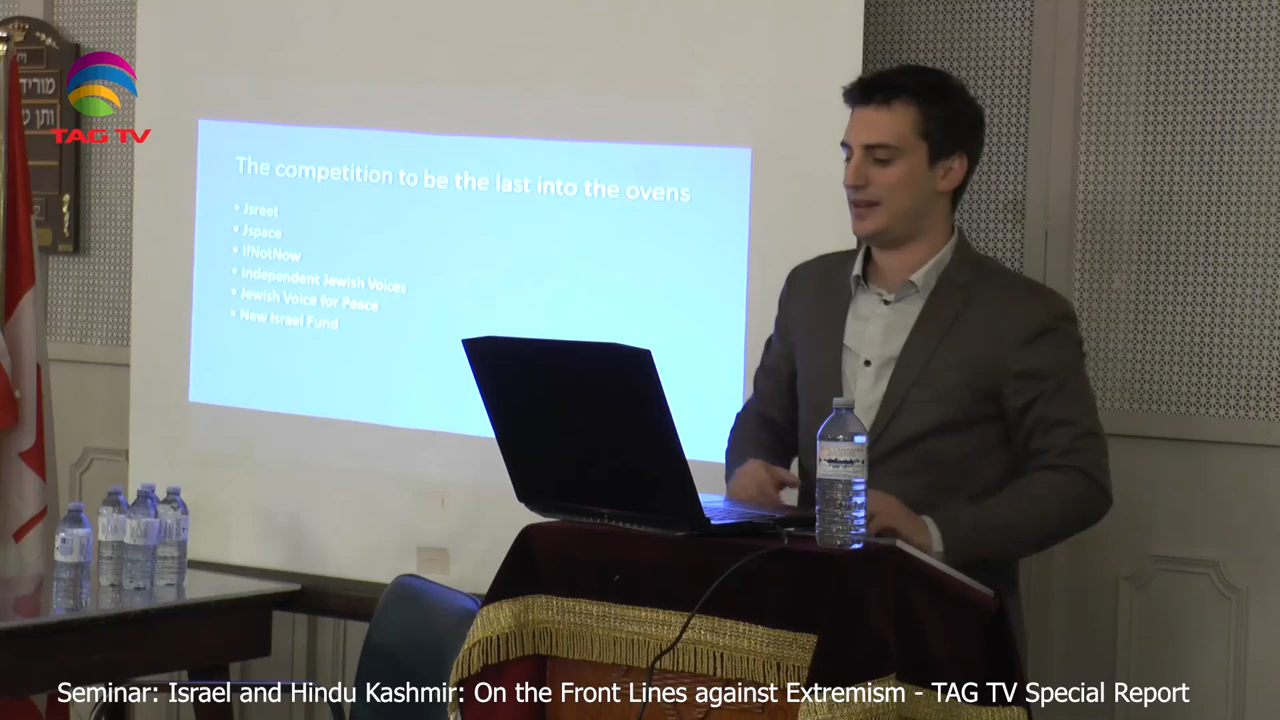 מוריד
ותן ט
TAG TV
The competition to be the last into the ovens
• Jsreet
• Jspace
• IfNotNow
• Independent Jewish Voices
• Jewish Voice for Peace
• New Israel Fund
Seminar: Israel and Hindu Kashmir: On the Front Lines against Extremism - TAG TV Special Report